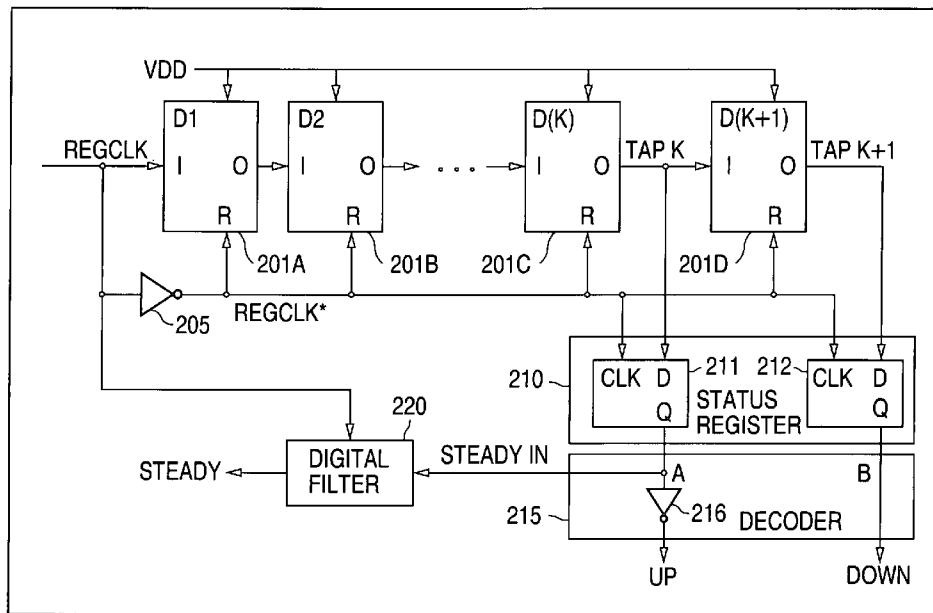 VDD
D1 D2 D(K) D(K+1)
REGCLK TAP K TAP K+1
I O I O . . . I O I O
R R R R
201A 201B 201C 201D
205 REGCLK*
210 CLK D 211 212 CLK D
Q STATUS REGISTER Q
220
STEADY DIGITAL FILTER STEADY IN A B
215 216 DECODER
UP DOWN